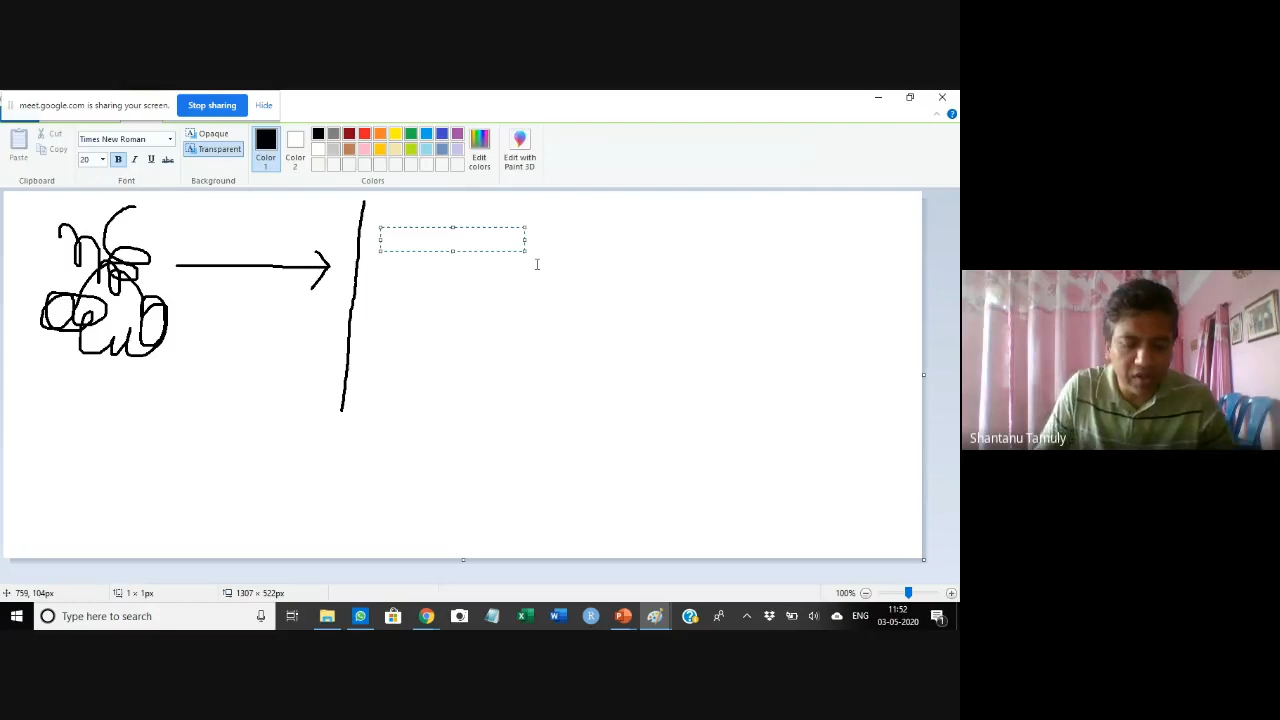 meet.google.com is sharing your screen.
Stop sharing
Hide
Paste
Cut
Copy
Clipboard
Times New Roman
20
B I U abc
Font
Opaque
Transparent
Background
Color 1
Color 2
Edit colors
Colors
Edit with Paint 3D
Shantanu Tamuly
759, 104px
1 × 1px
1307 × 522px
100%
Type here to search
ENG
11:52
03-05-2020